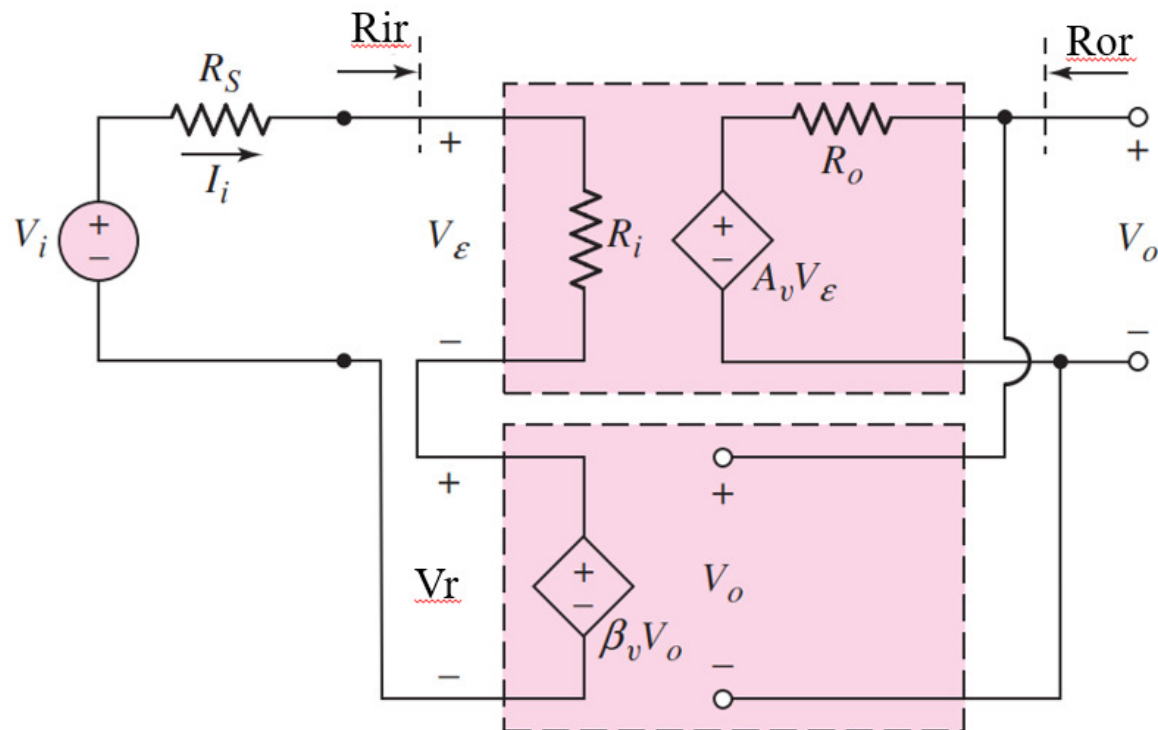 Rir
Ror
R_S
I_i
+
−
V_i
+
V_ε
−
R_i
+
−
A_vV_ε
R_o
+
V_o
−
+
Vr
−
+
−
β_vV_o
+
V_o
−